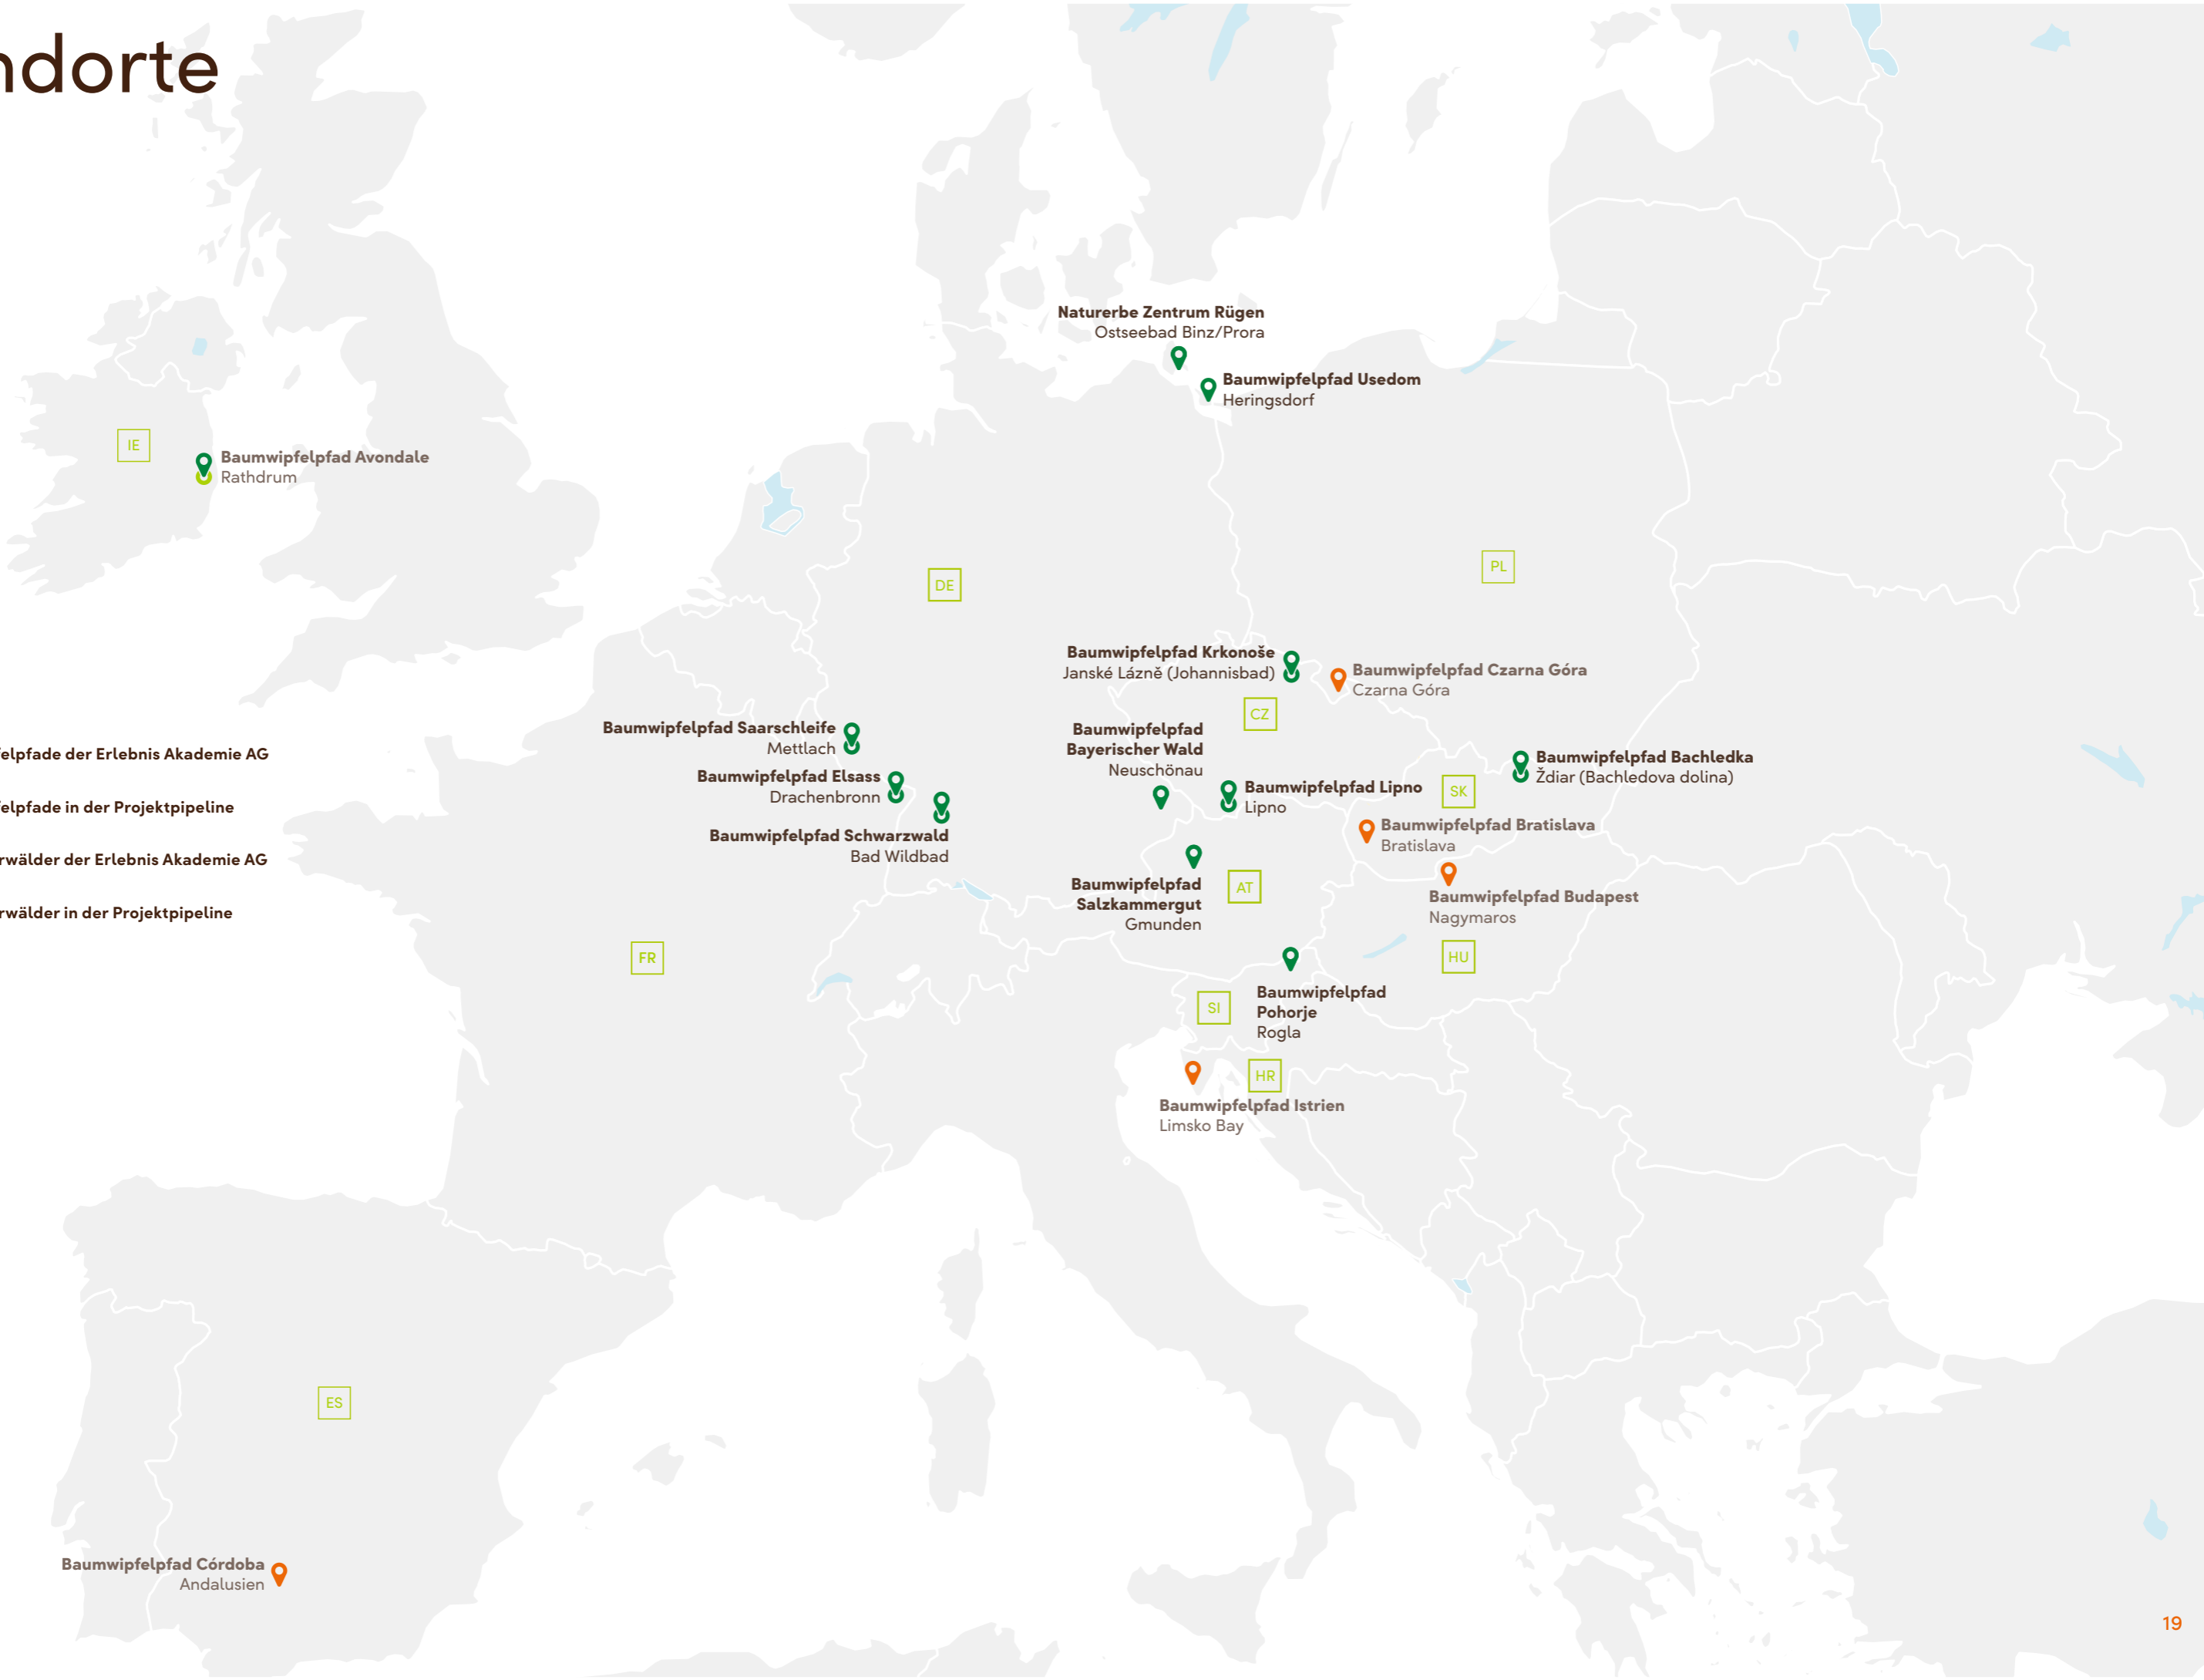 ndorte
Naturerbe Zentrum Rügen
Ostseebad Binz/Prora
Baumwipfelpfad Usedom
Heringsdorf
IE
Baumwipfelpfad Avondale
Rathdrum
DE
PL
Baumwipfelpfad Krkonoše
Janské Lázně (Johannisbad)
Baumwipfelpfad Czarna Góra
Czarna Góra
CZ
Baumwipfelpfad Saarschleife
Mettlach
Baumwipfelpfad
Bayerischer Wald
Neuschönau
elpfade der Erlebnis Akademie AG
Baumwipfelpfad Bachledka
Ždiar (Bachledova dolina)
Baumwipfelpfad Elsass
Drachenbronn
Baumwipfelpfad Lipno
Lipno
SK
elpfade in der Projektpipeline
Baumwipfelpfad Schwarzwald
Bad Wildbad
Baumwipfelpfad Bratislava
Bratislava
rwälder der Erlebnis Akademie AG
Baumwipfelpfad
Salzkammergut
Gmunden
AT
Baumwipfelpfad Budapest
Nagymaros
rwälder in der Projektpipeline
FR
HU
SI
Baumwipfelpfad
Pohorje
Rogla
HR
Baumwipfelpfad Istrien
Limsko Bay
ES
Baumwipfelpfad Córdoba
Andalusien
19